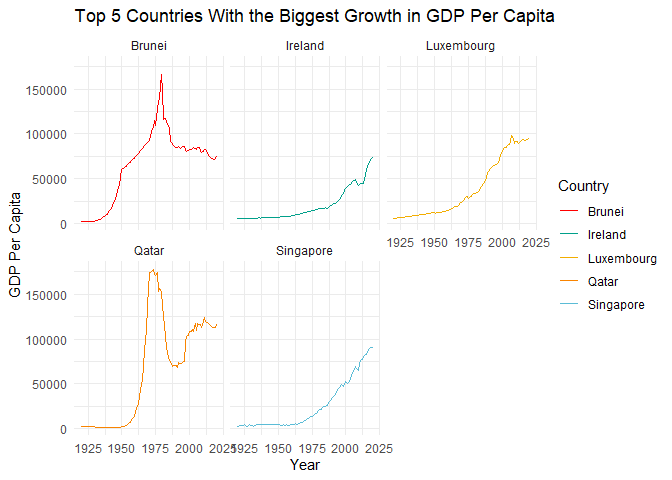 Top 5 Countries With the Biggest Growth in GDP Per Capita
Brunei
Ireland
Luxembourg
150000
100000
50000
0
1925 1950 1975 2000 2025
Qatar
Singapore
150000
100000
50000
0
1925 1950 1975 2000 2025
1925 1950 1975 2000 2025
Year
GDP Per Capita
Country
Brunei
Ireland
Luxembourg
Qatar
Singapore